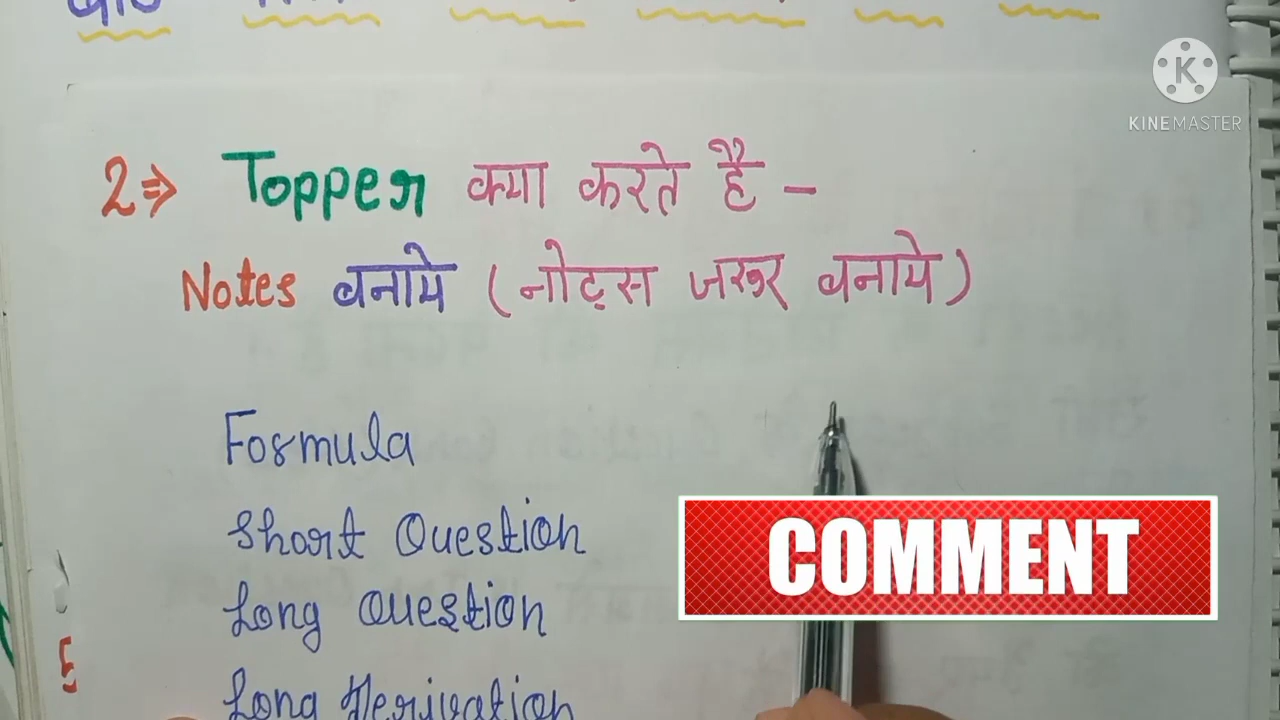 KINEMASTER
2⇒ Topper क्या करते है -
Notes बनाये (नोट्स जरूर बनाये)
Formula
Short Question
Long Question
COMMENT
Long Derivation